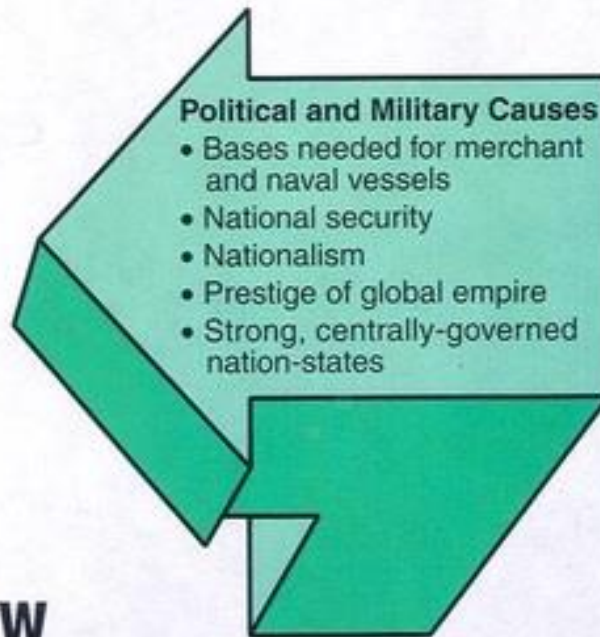 Political and Military Causes
• Bases needed for merchant
and naval vessels
• National security
• Nationalism
• Prestige of global empire
• Strong, centrally-governed
nation-states
W